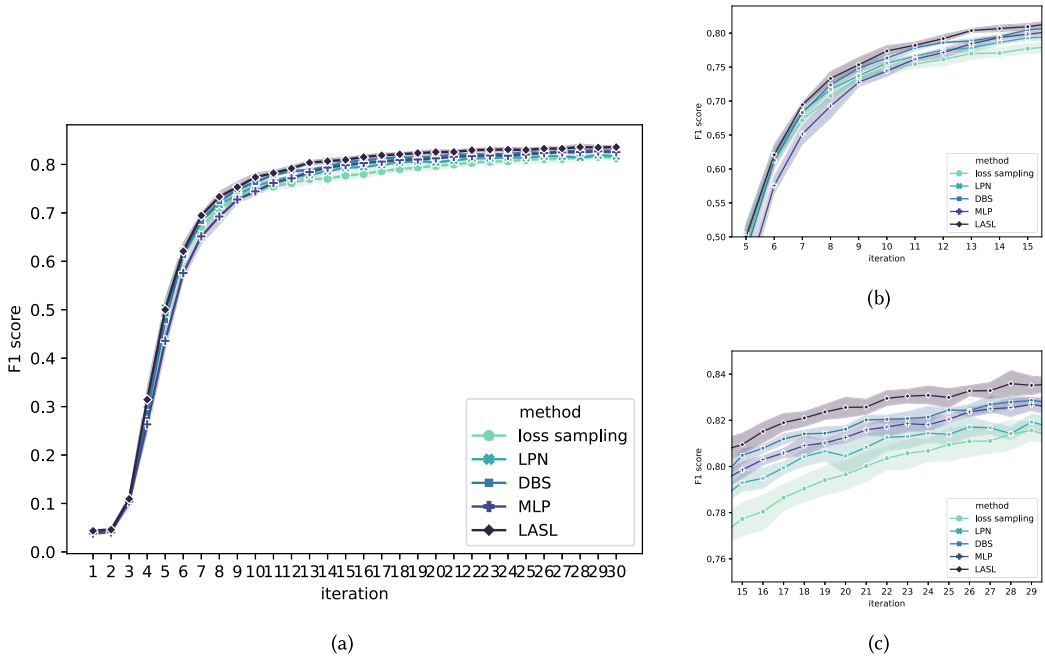 0.8
0.7
0.6
0.5
0.4
0.3
0.2
0.1
0.0
F1 score
1 2 3 4 5 6 7 8 9 10 11 12 13 14 15 16 17 18 19 20 21 22 23 24 25 26 27 28 29 30
iteration
method
loss sampling
LPN
DBS
MLP
LASL
(a)
0.80
0.75
0.70
0.65
0.60
0.55
0.50
F1 score
5 6 7 8 9 10 11 12 13 14 15
iteration
method
loss sampling
LPN
DBS
MLP
LASL
(b)
0.84
0.82
0.80
0.78
0.76
F1 score
15 16 17 18 19 20 21 22 23 24 25 26 27 28 29
iteration
method
loss sampling
LPN
DBS
MLP
LASL
(c)